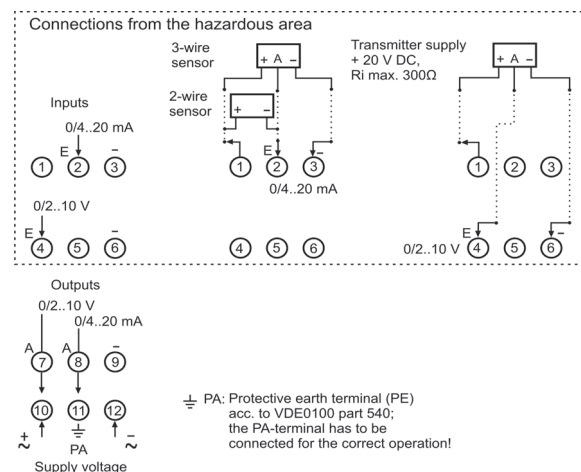 Connections from the hazardous area
3-wire
sensor
+ A –
2-wire
sensor
+ –
Transmitter supply
+ 20 V DC,
Ri max. 300Ω
+ A –
Inputs
0/4..20 mA
E –
1 2 3
E –
1 2 3
0/4..20 mA
1 2 3
0/2..10 V
E –
4 5 6
4 5 6
E –
0/2..10 V 4 5 6
Outputs
0/2..10 V
0/4..20 mA
A A –
7 8 9
10 11 12
+ ~ PA – ~
Supply voltage
PA: Protective earth terminal (PE)
acc. to VDE0100 part 540;
the PA-terminal has to be
connected for the correct operation!